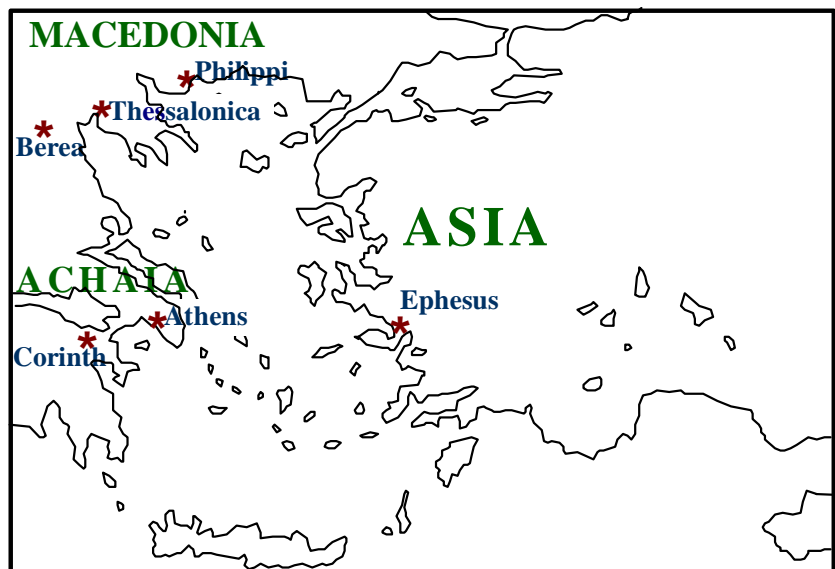 MACEDONIA
Philippi
Thessalonica
Berea
ASIA
ACHAIA
Ephesus
Athens
Corinth